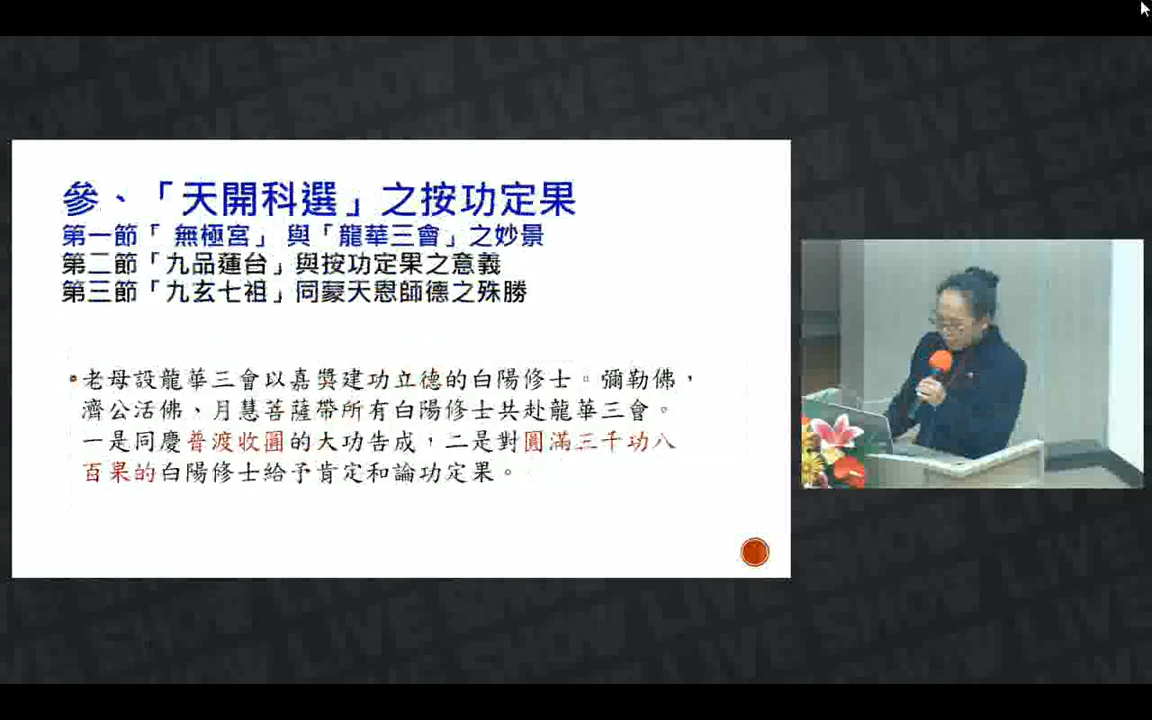 參、「天開科選」之按功定果
第一節「 無極宮」 與「龍華三會」之妙景
第二節「九品蓮台」與按功定果之意義
第三節「九玄七祖」同蒙天恩師德之殊勝
•老母設龍華三會以嘉獎建功立德的白陽修士。彌勒佛，
濟公活佛、月慧菩薩帶所有白陽修士共赴龍華三會。
一是同慶普渡收圓的大功告成，二是對圓滿三千功八
百果的白陽修士給予肯定和論功定果。
LIVE SHOW LIVE SHOW